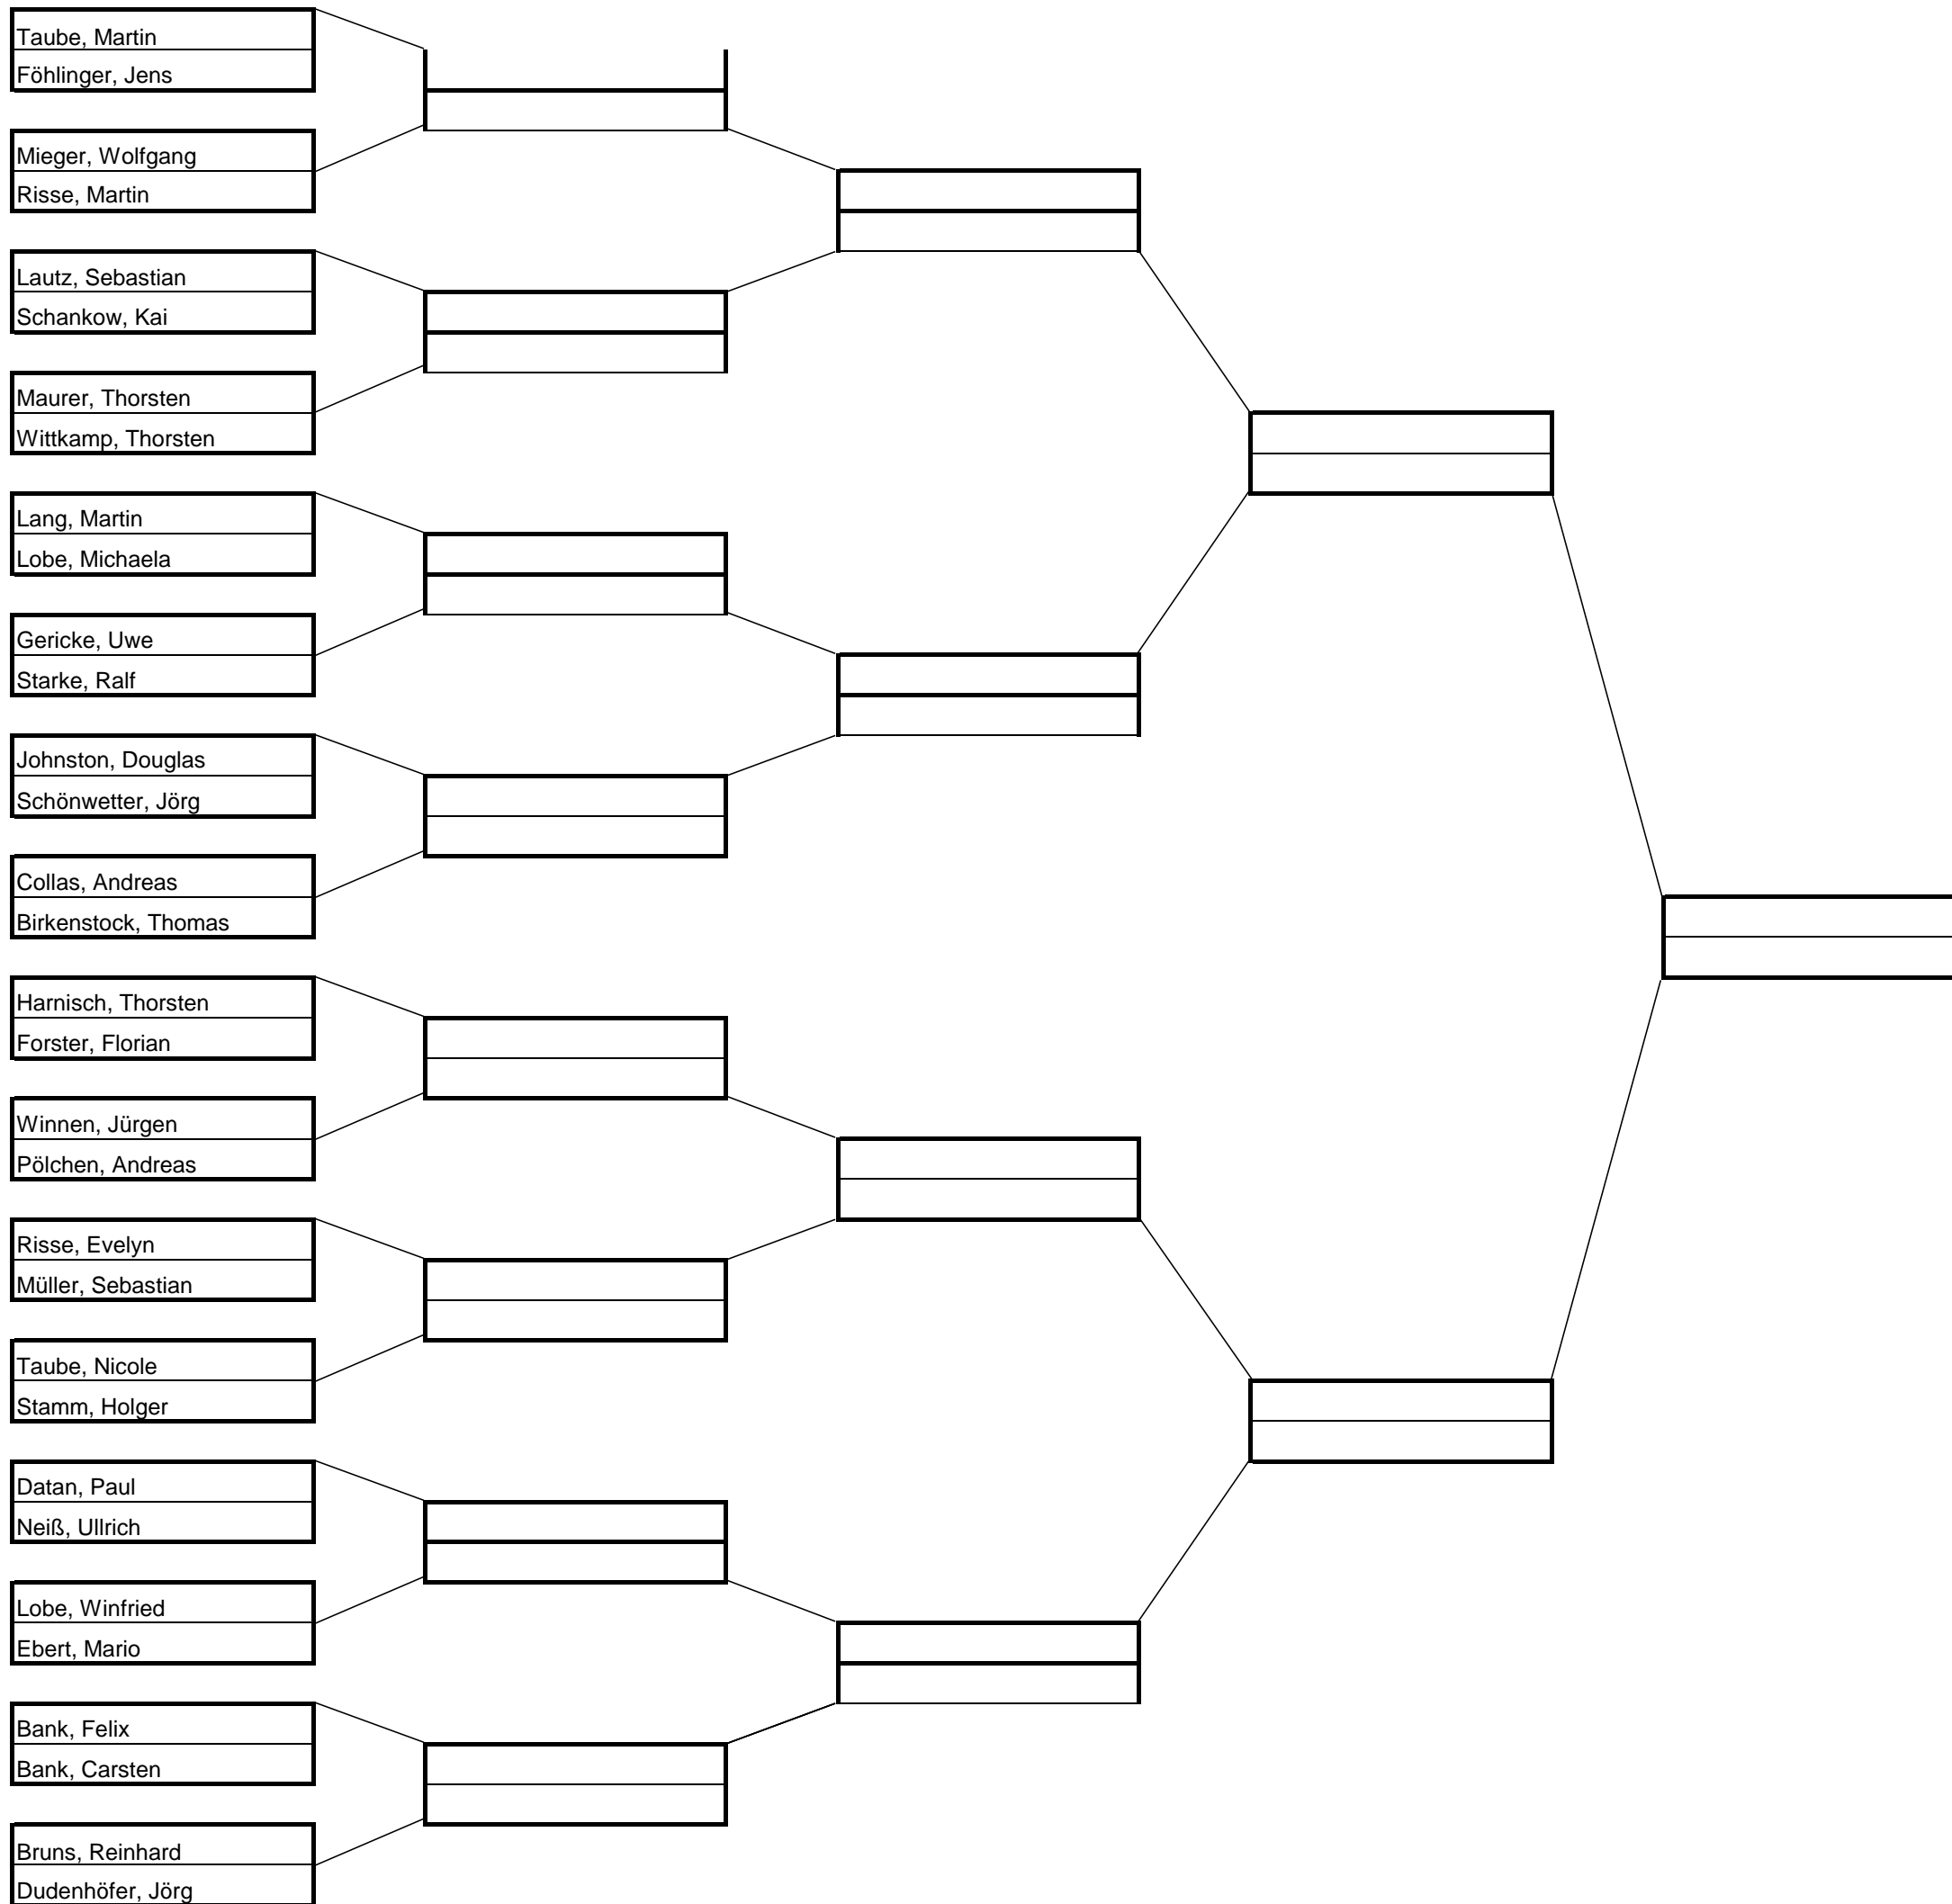 Taube, Martin
Föhlinger, Jens
Mieger, Wolfgang
Risse, Martin
Lautz, Sebastian
Schankow, Kai
Maurer, Thorsten
Wittkamp, Thorsten
Lang, Martin
Lobe, Michaela
Gericke, Uwe
Starke, Ralf
Johnston, Douglas
Schönwetter, Jörg
Collas, Andreas
Birkenstock, Thomas
Harnisch, Thorsten
Forster, Florian
Winnen, Jürgen
Pölchen, Andreas
Risse, Evelyn
Müller, Sebastian
Taube, Nicole
Stamm, Holger
Datan, Paul
Neiß, Ullrich
Lobe, Winfried
Ebert, Mario
Bank, Felix
Bank, Carsten
Bruns, Reinhard
Dudenhöfer, Jörg